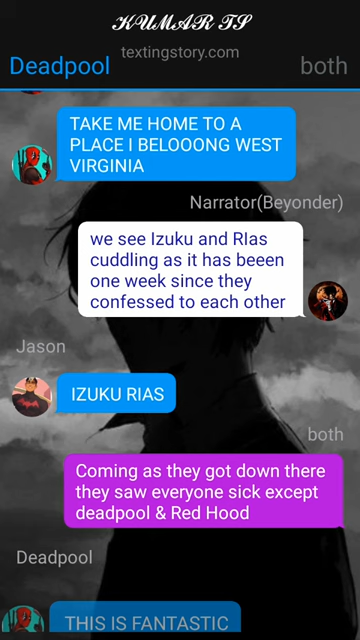 KUMAR TS
textingstory.com
Deadpool
both
TAKE ME HOME TO A
PLACE I BELOOONG WEST
VIRGINIA
Narrator(Beyonder)
we see Izuku and RIas
cuddling as it has beeen
one week since they
confessed to each other
Jason
IZUKU RIAS
both
Coming as they got down there
they saw everyone sick except
deadpool & Red Hood
Deadpool
THIS IS FANTASTIC